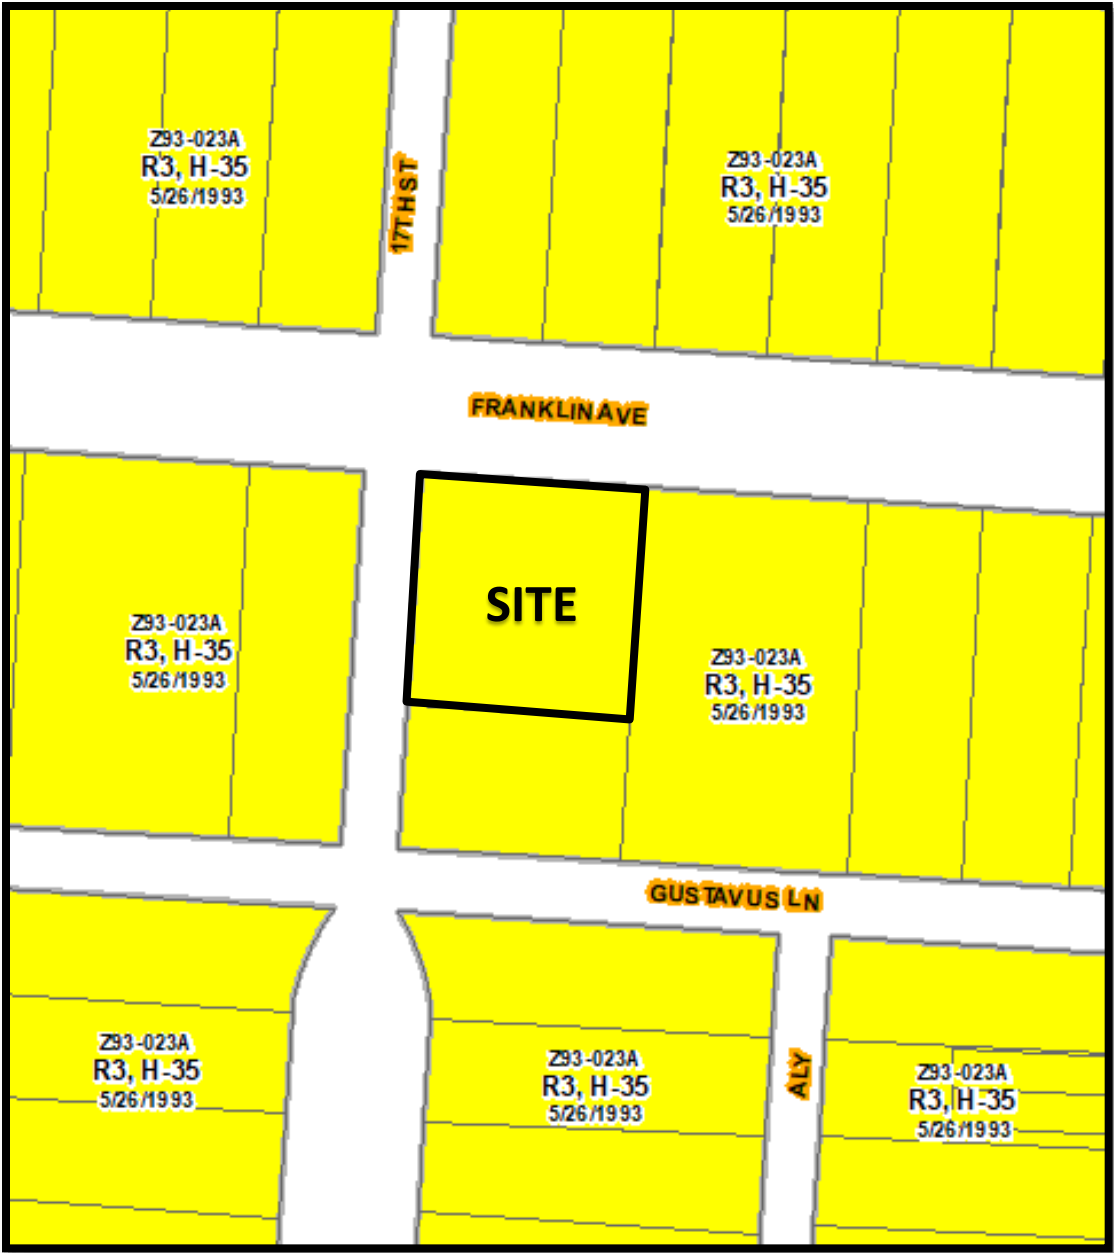 Z93-023A
R3, H-35
5/26/1993
17TH ST
Z93-023A
R3, H-35
5/26/1993
FRANKLIN AVE
SITE
Z93-023A
R3, H-35
5/26/1993
Z93-023A
R3, H-35
5/26/1993
GUSTAVUS LN
Z93-023A
R3, H-35
5/26/1993
Z93-023A
R3, H-35
5/26/1993
ALY
Z93-023A
R3, H-35
5/26/1993